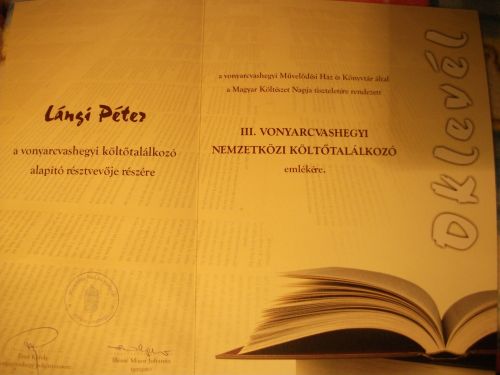 Lángi Péter
a vonyarcvashegyi költőtalálkozó
alapító résztvevője részére
a vonyarcvashegyi Művelődési Ház és Könyvtár által
a Magyar Költészet Napja tiszteletére rendezett
III. VONYARCVASHEGYI
NEMZETKÖZI KÖLTŐTALÁLKOZÓ
emlékére.
Oklevél